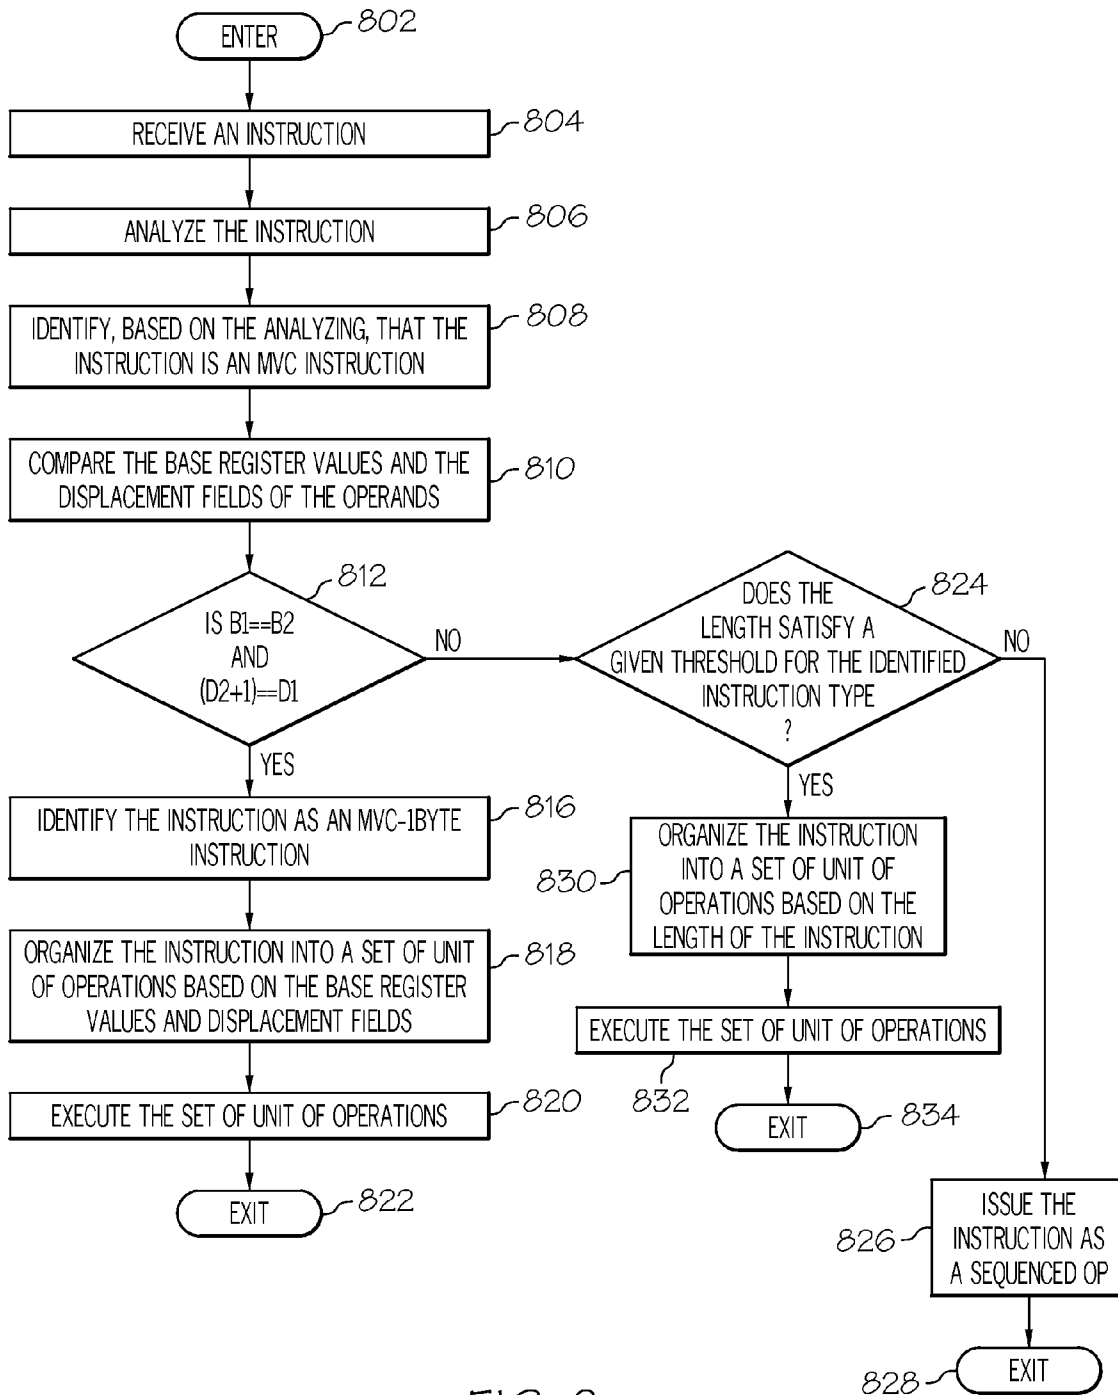 ENTER
802
RECEIVE AN INSTRUCTION
804
ANALYZE THE INSTRUCTION
806
IDENTIFY, BASED ON THE ANALYZING, THAT THE
INSTRUCTION IS AN MVC INSTRUCTION
808
COMPARE THE BASE REGISTER VALUES AND THE
DISPLACEMENT FIELDS OF THE OPERANDS
810
812
IS B1==B2
AND
(D2+1)==D1
NO
YES
824
DOES THE
LENGTH SATISFY A
GIVEN THRESHOLD FOR THE IDENTIFIED
INSTRUCTION TYPE
?
NO
YES
IDENTIFY THE INSTRUCTION AS AN MVC-1BYTE
INSTRUCTION
816
ORGANIZE THE INSTRUCTION INTO A SET OF UNIT
OF OPERATIONS BASED ON THE BASE REGISTER
VALUES AND DISPLACEMENT FIELDS
818
EXECUTE THE SET OF UNIT OF OPERATIONS
820
EXIT
822
830
ORGANIZE THE INSTRUCTION
INTO A SET OF UNIT OF
OPERATIONS BASED ON THE
LENGTH OF THE INSTRUCTION
EXECUTE THE SET OF UNIT OF OPERATIONS
832
EXIT
834
826
ISSUE THE
INSTRUCTION AS
A SEQUENCED OP
828
EXIT